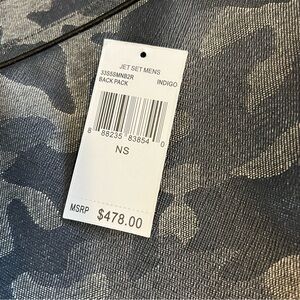 JET SET MENS
33S5SMNB2R
BACK PACK INDIGO
8 88235 83854 0
NS
MSRP $478.00